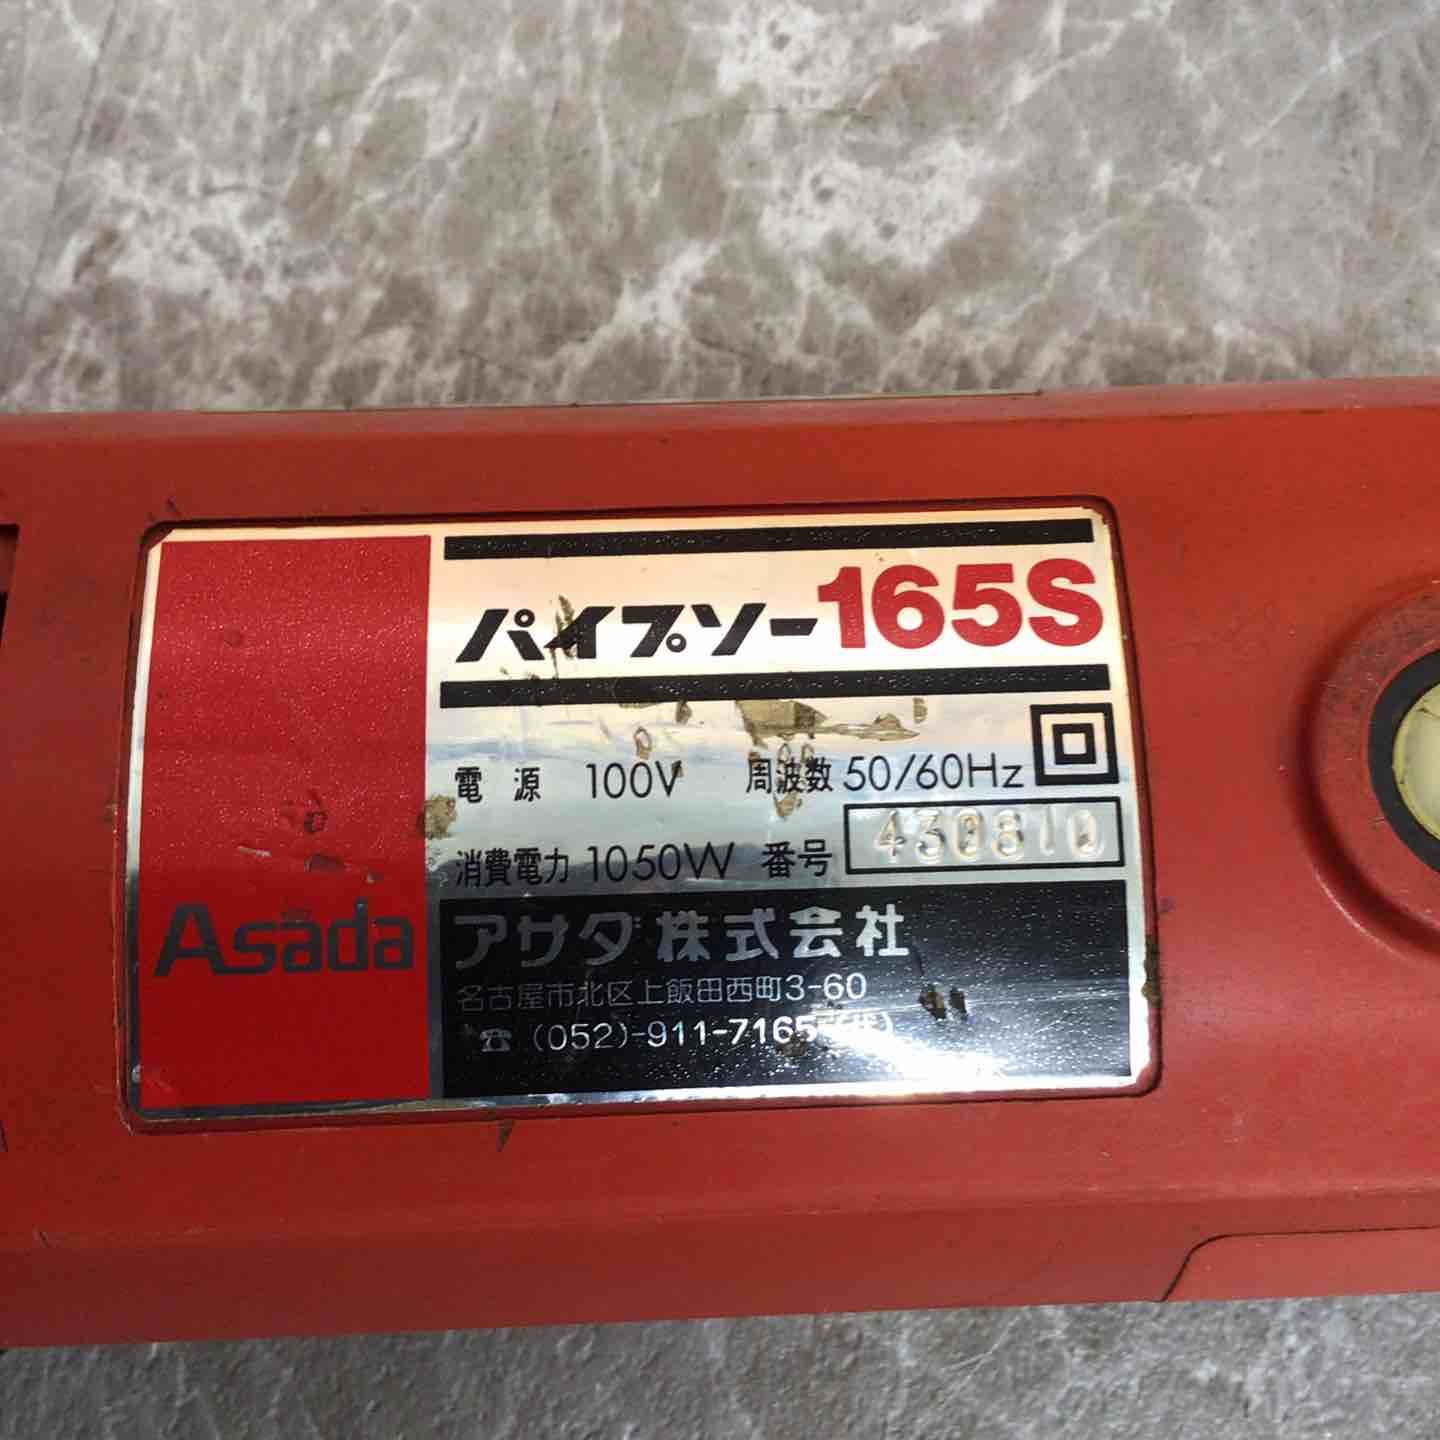 パイプソー165S
電源 100V 周波数 50/60Hz
消費電力 1050W 番号 430810
Asada
アサダ株式会社
名古屋市北区上飯田西町3-60
☎ (052)-911-7165(代)